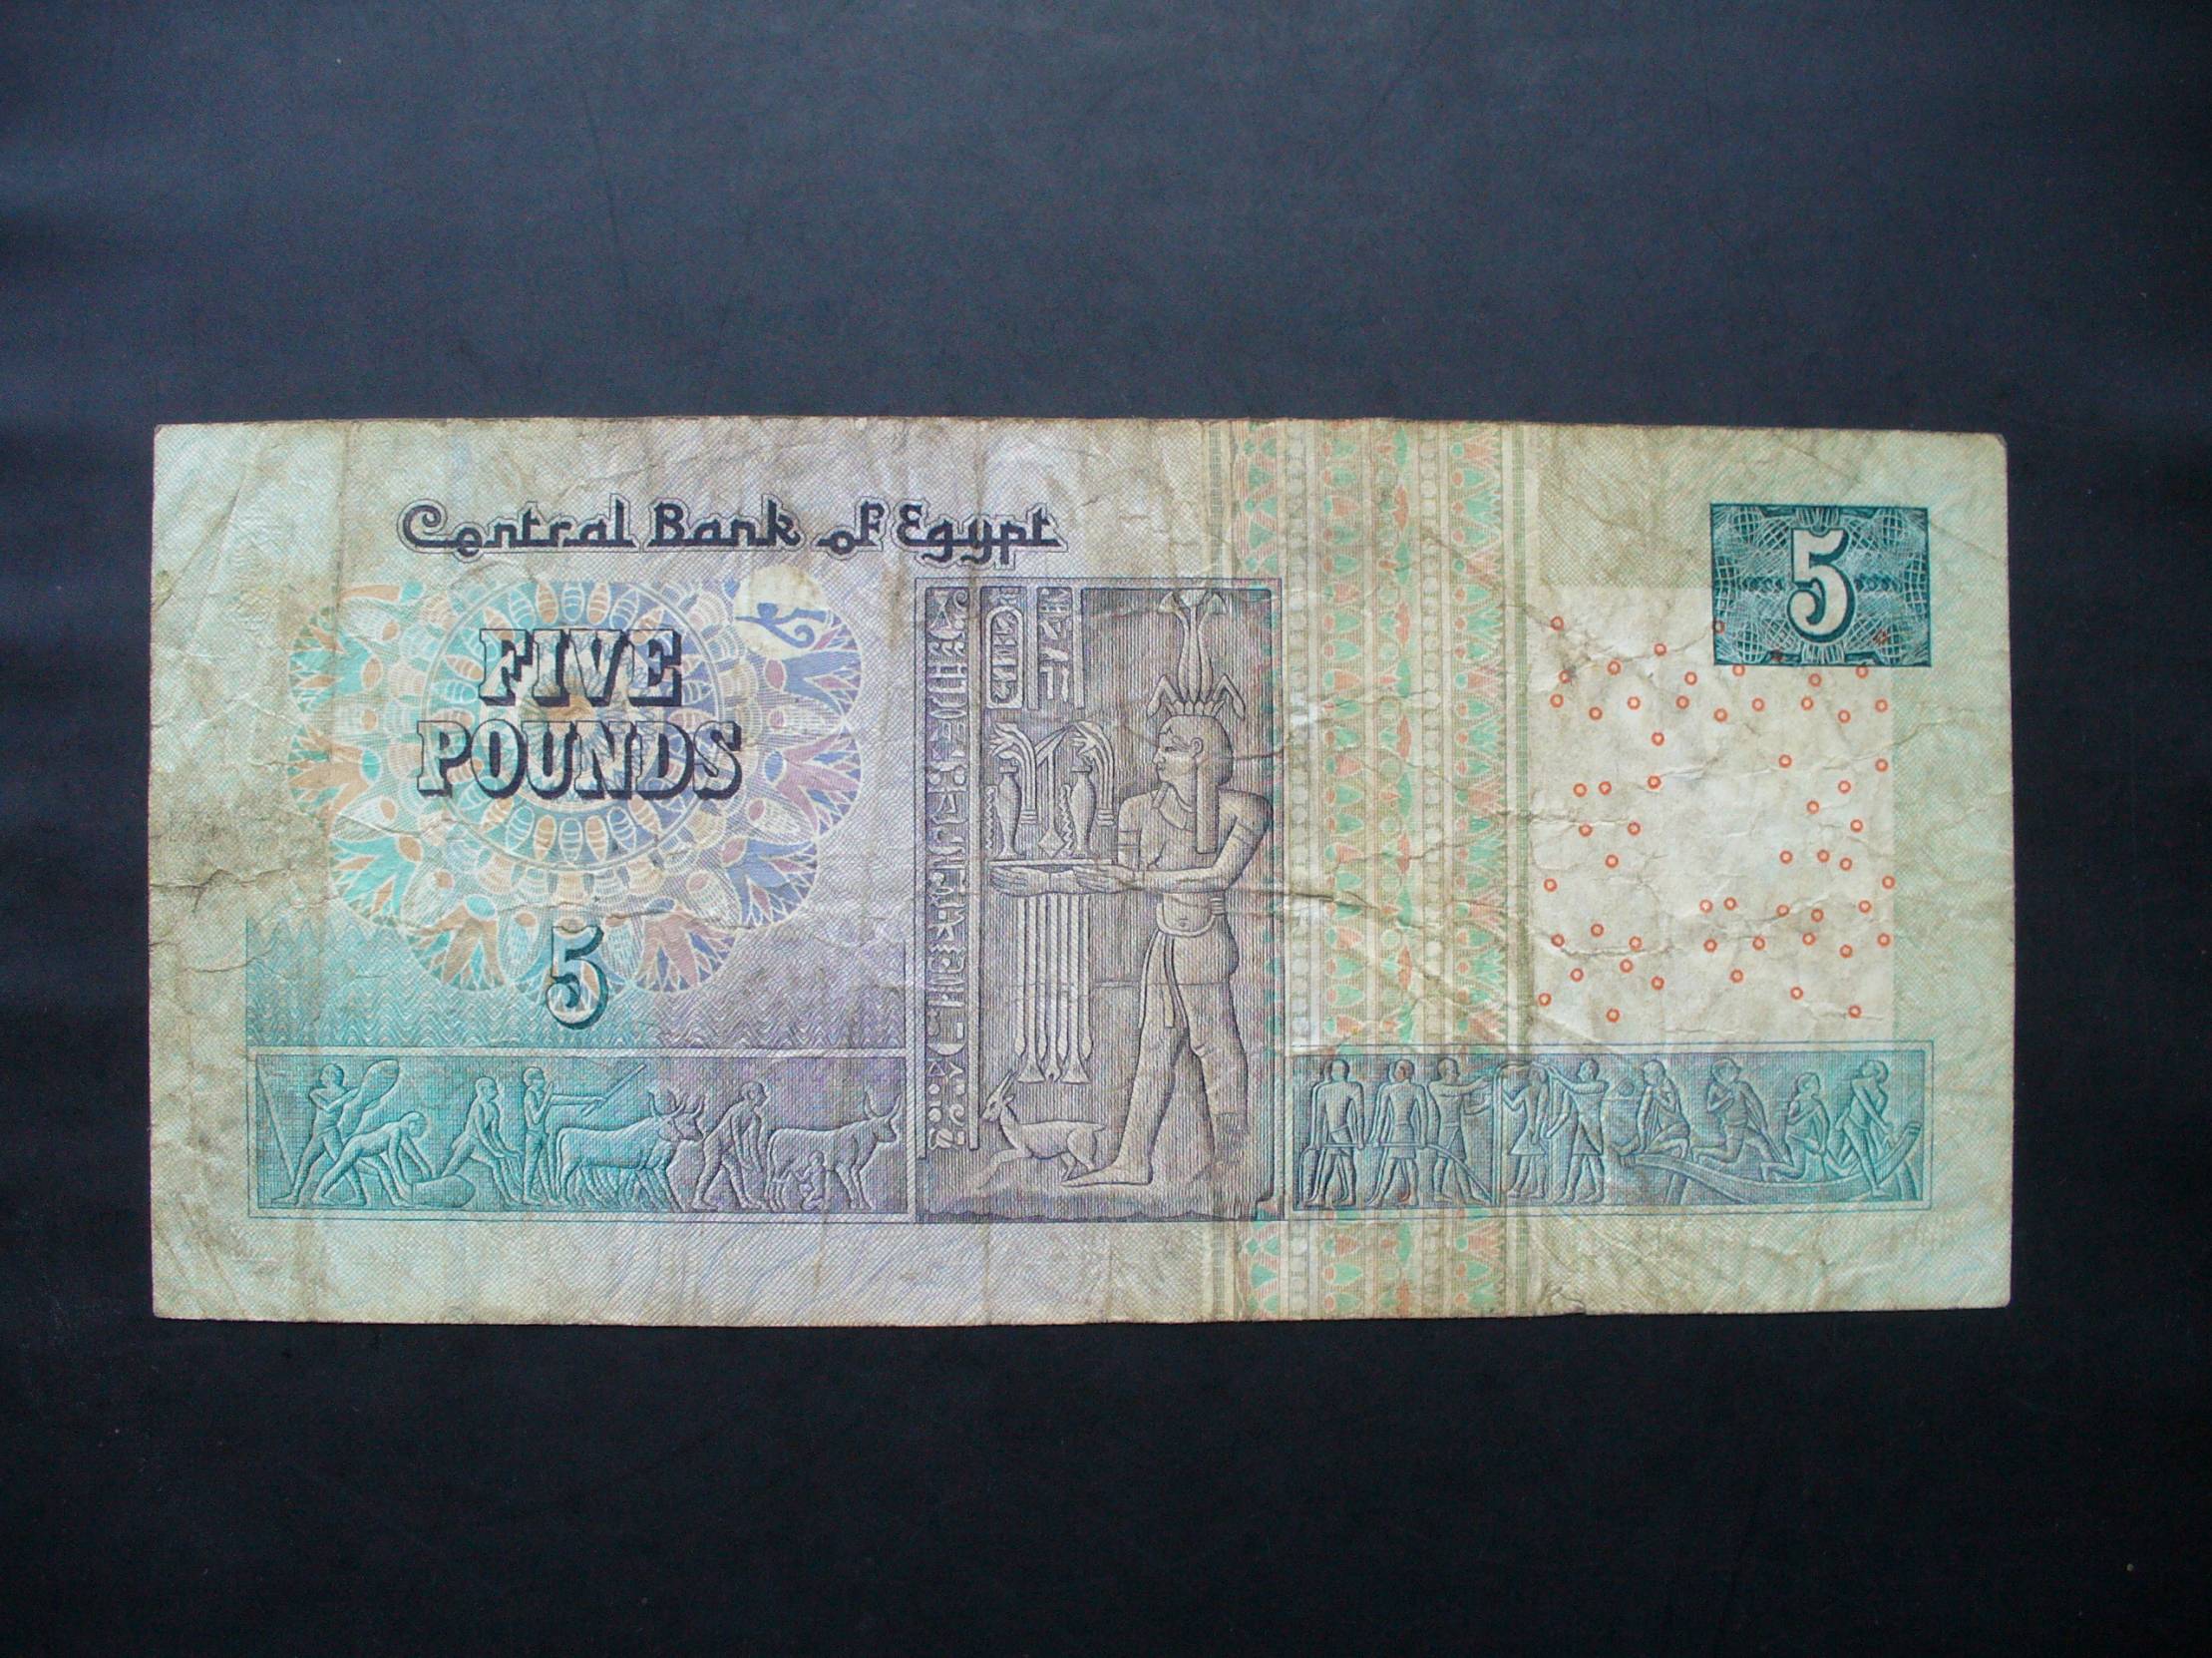 Central Bank of Egypt
5
FIVE
POUNDS
5